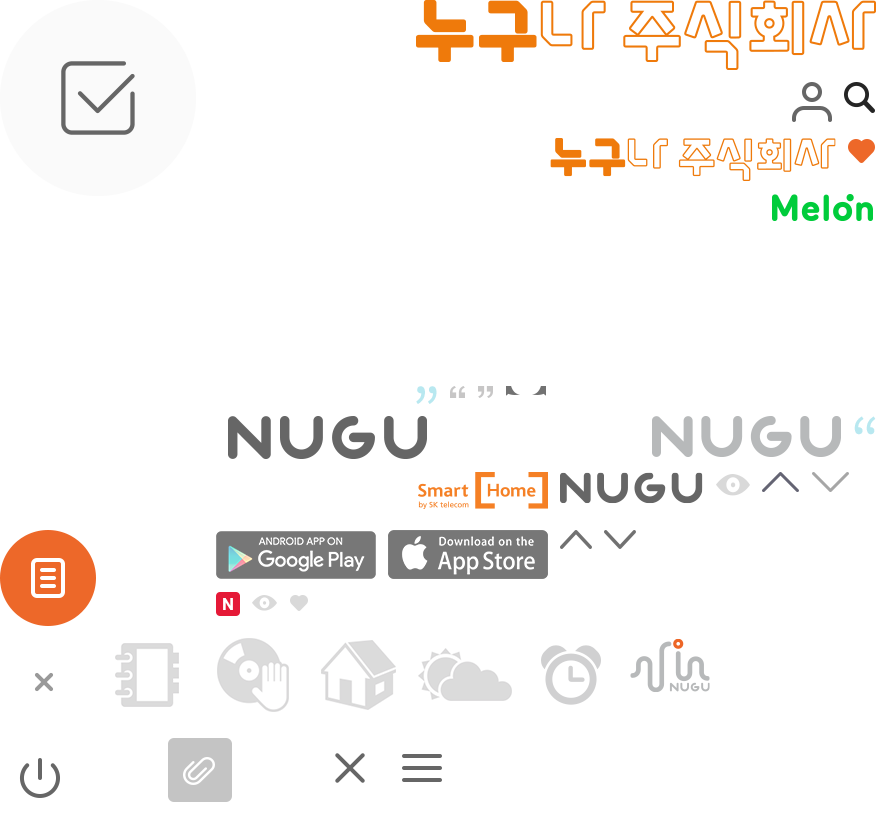 누구나 주식회사
누구나 주식회사
Melon
”
“
”
NUGU
NUGU
“
Smart Home
by SK telecom
NUGU
ANDROID APP ON
Google Play
Download on the
App Store
N
NUGU